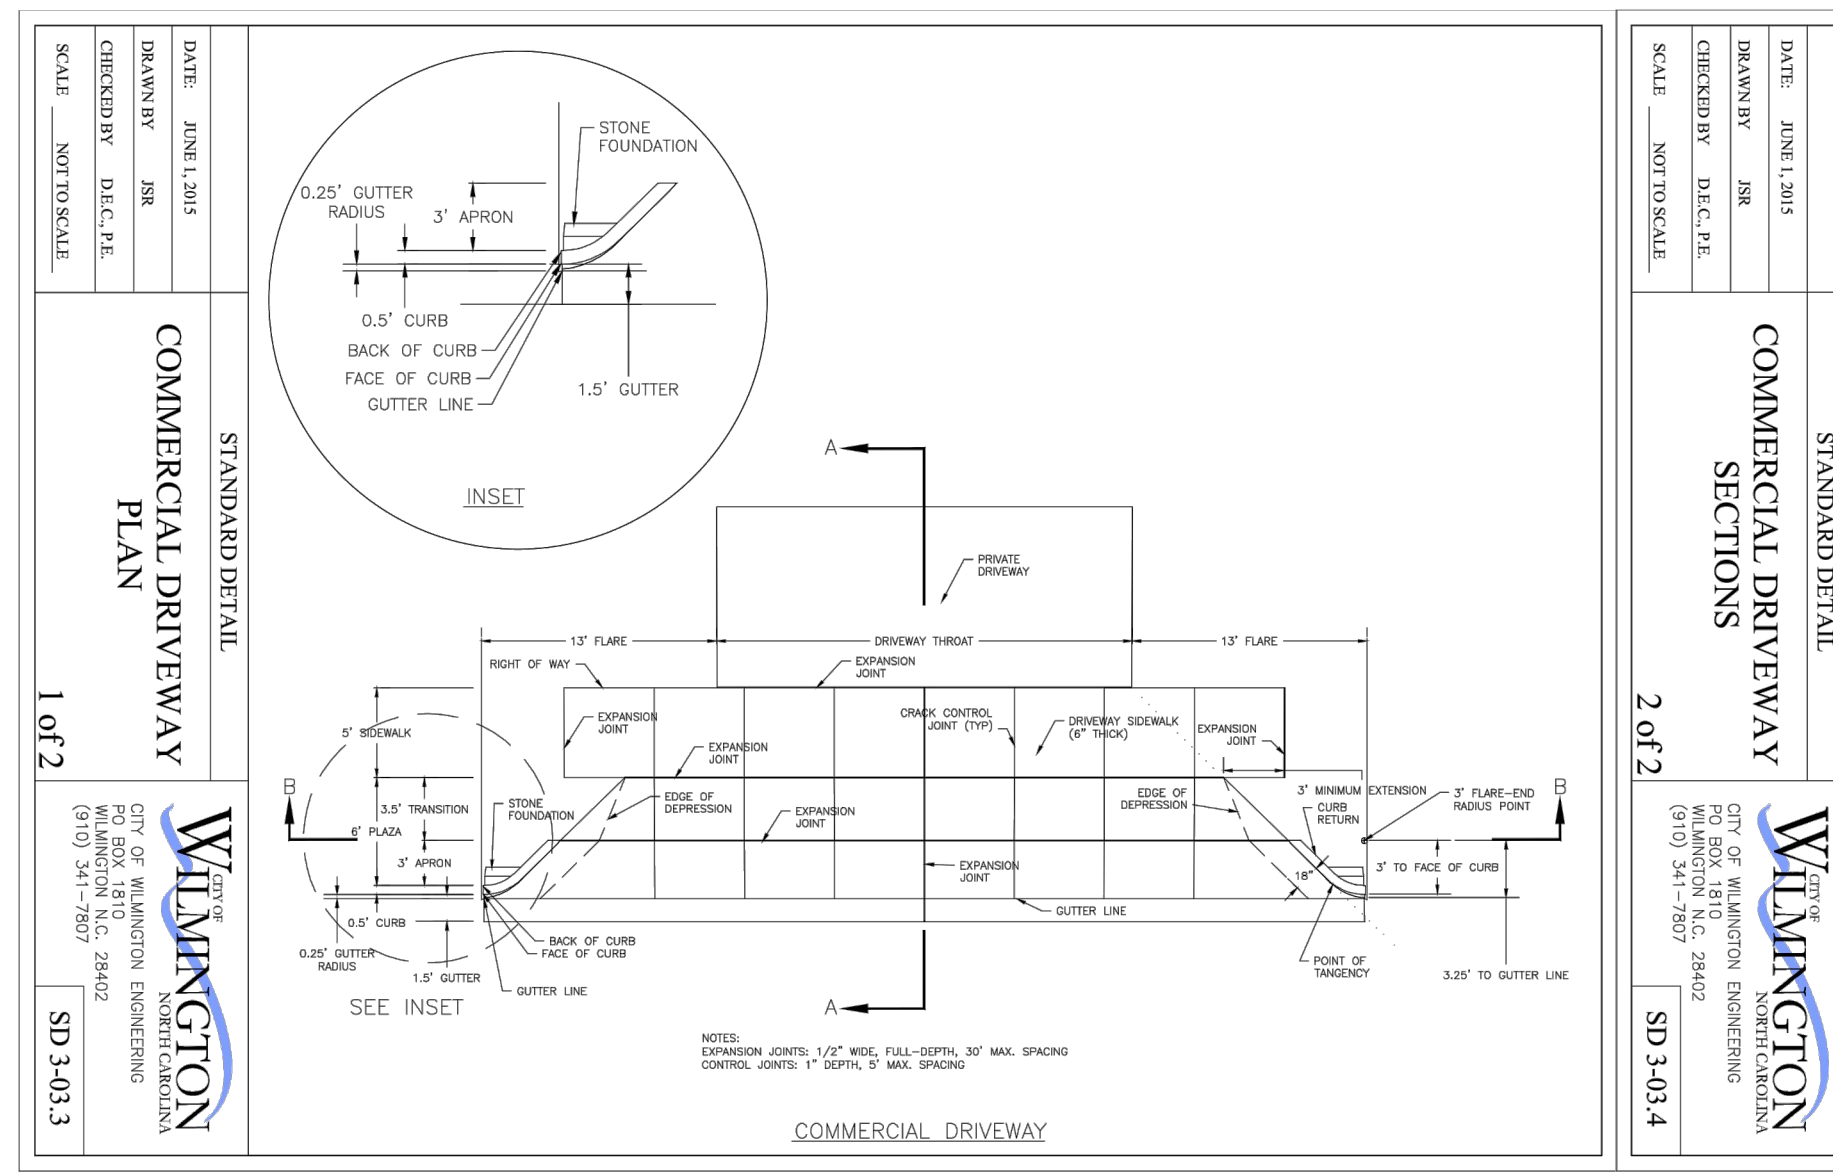 DATE: JUNE 1, 2015
DRAWN BY JSR
CHECKED BY D.E.C., P.E.
SCALE NOT TO SCALE
STANDARD DETAIL
COMMERCIAL DRIVEWAY
PLAN
1 of 2
CITY OF
WILMINGTON
NORTH CAROLINA
CITY OF WILMINGTON ENGINEERING
PO BOX 1810
WILMINGTON N.C. 28402
(910) 341-7807
SD 3-03.3
STONE
FOUNDATION
0.25' GUTTER
RADIUS
3' APRON
0.5' CURB
BACK OF CURB
FACE OF CURB
GUTTER LINE
1.5' GUTTER
INSET
A
PRIVATE
DRIVEWAY
13' FLARE
DRIVEWAY THROAT
13' FLARE
RIGHT OF WAY
EXPANSION
JOINT
5' SIDEWALK
EXPANSION
JOINT
EXPANSION
JOINT
CRACK CONTROL
JOINT (TYP)
DRIVEWAY SIDEWALK
(6" THICK)
EXPANSION
JOINT
B
3.5' TRANSITION
6' PLAZA
3' APRON
STONE
FOUNDATION
EDGE OF
DEPRESSION
EXPANSION
JOINT
EDGE OF
DEPRESSION
3' MINIMUM EXTENSION
CURB
RETURN
3' FLARE-END
RADIUS POINT
B
EXPANSION
JOINT
18"
3' TO FACE OF CURB
0.5' CURB
0.25' GUTTER
RADIUS
1.5' GUTTER
BACK OF CURB
FACE OF CURB
GUTTER LINE
GUTTER LINE
POINT OF
TANGENCY
3.25' TO GUTTER LINE
SEE INSET
A
NOTES:
EXPANSION JOINTS: 1/2" WIDE, FULL-DEPTH, 30' MAX. SPACING
CONTROL JOINTS: 1" DEPTH, 5' MAX. SPACING
COMMERCIAL DRIVEWAY
DATE: JUNE 1, 2015
DRAWN BY JSR
CHECKED BY D.E.C., P.E.
SCALE NOT TO SCALE
STANDARD DETAIL
COMMERCIAL DRIVEWAY
SECTIONS
2 of 2
CITY OF
WILMINGTON
NORTH CAROLINA
CITY OF WILMINGTON ENGINEERING
PO BOX 1810
WILMINGTON N.C. 28402
(910) 341-7807
SD 3-03.4